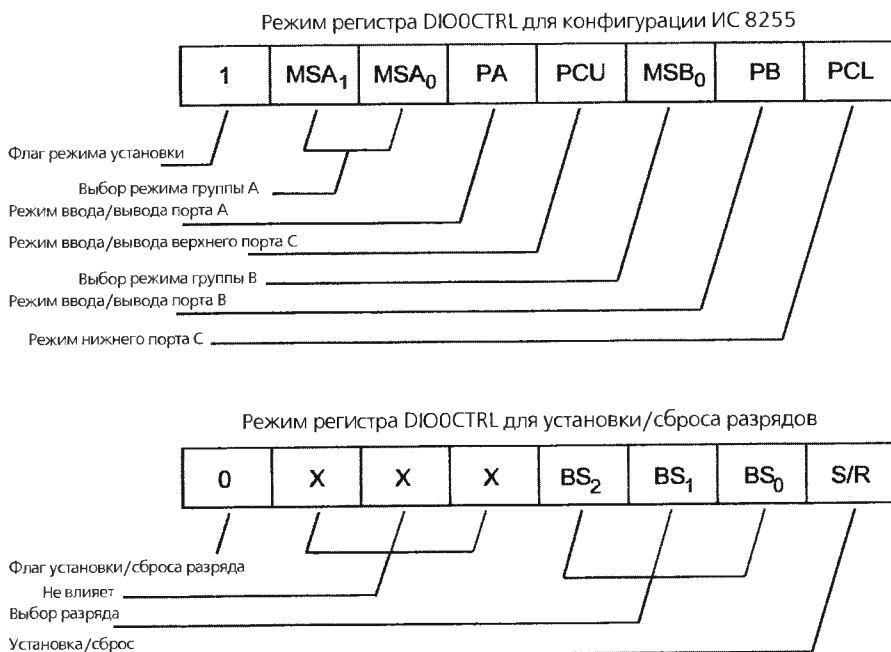 Режим регистра DIO0CTRL для конфигурации ИС 8255
1 MSA₁ MSA₀ PA PCU MSB₀ PB PCL
Флаг режима установки
Выбор режима группы А
Режим ввода/вывода порта А
Режим ввода/вывода верхнего порта С
Выбор режима группы В
Режим ввода/вывода порта В
Режим нижнего порта С
Режим регистра DIO0CTRL для установки/сброса разрядов
0 X X X BS₂ BS₁ BS₀ S/R
Флаг установки/сброса разряда
Не влияет
Выбор разряда
Установка/сброс